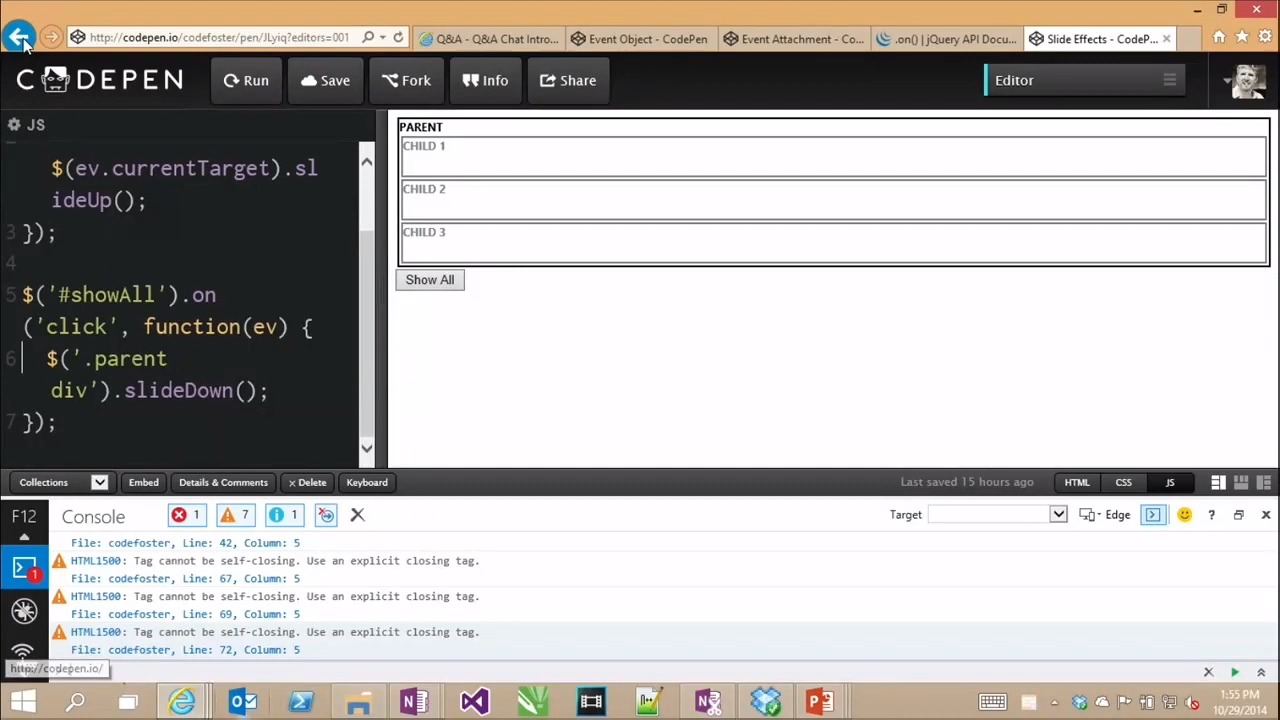 http://codepen.io/codefoster/pen/JLyiq?editors=001
Q&A - Q&A Chat Intro...
Event Object - CodePen
Event Attachment - Co...
.on() | jQuery API Docu...
Slide Effects - CodeP...
CODEPEN
Run
Save
Fork
Info
Share
Editor
JS
$(ev.currentTarget).sl
ideUp();
3 });
4
5 $('#showAll').on
('click', function(ev) {
6 $('.parent
div').slideDown();
7 });
PARENT
CHILD 1
CHILD 2
CHILD 3
Show All
Collections
Embed
Details & Comments
× Delete
Keyboard
Last saved 15 hours ago
HTML
CSS
JS
F12
Console
1
7
1
Target
Edge
?
1
File: codefoster, Line: 42, Column: 5
HTML1500: Tag cannot be self-closing. Use an explicit closing tag.
File: codefoster, Line: 67, Column: 5
HTML1500: Tag cannot be self-closing. Use an explicit closing tag.
File: codefoster, Line: 69, Column: 5
HTML1500: Tag cannot be self-closing. Use an explicit closing tag.
File: codefoster, Line: 72, Column: 5
http://codepen.io/
1:55 PM
10/29/2014